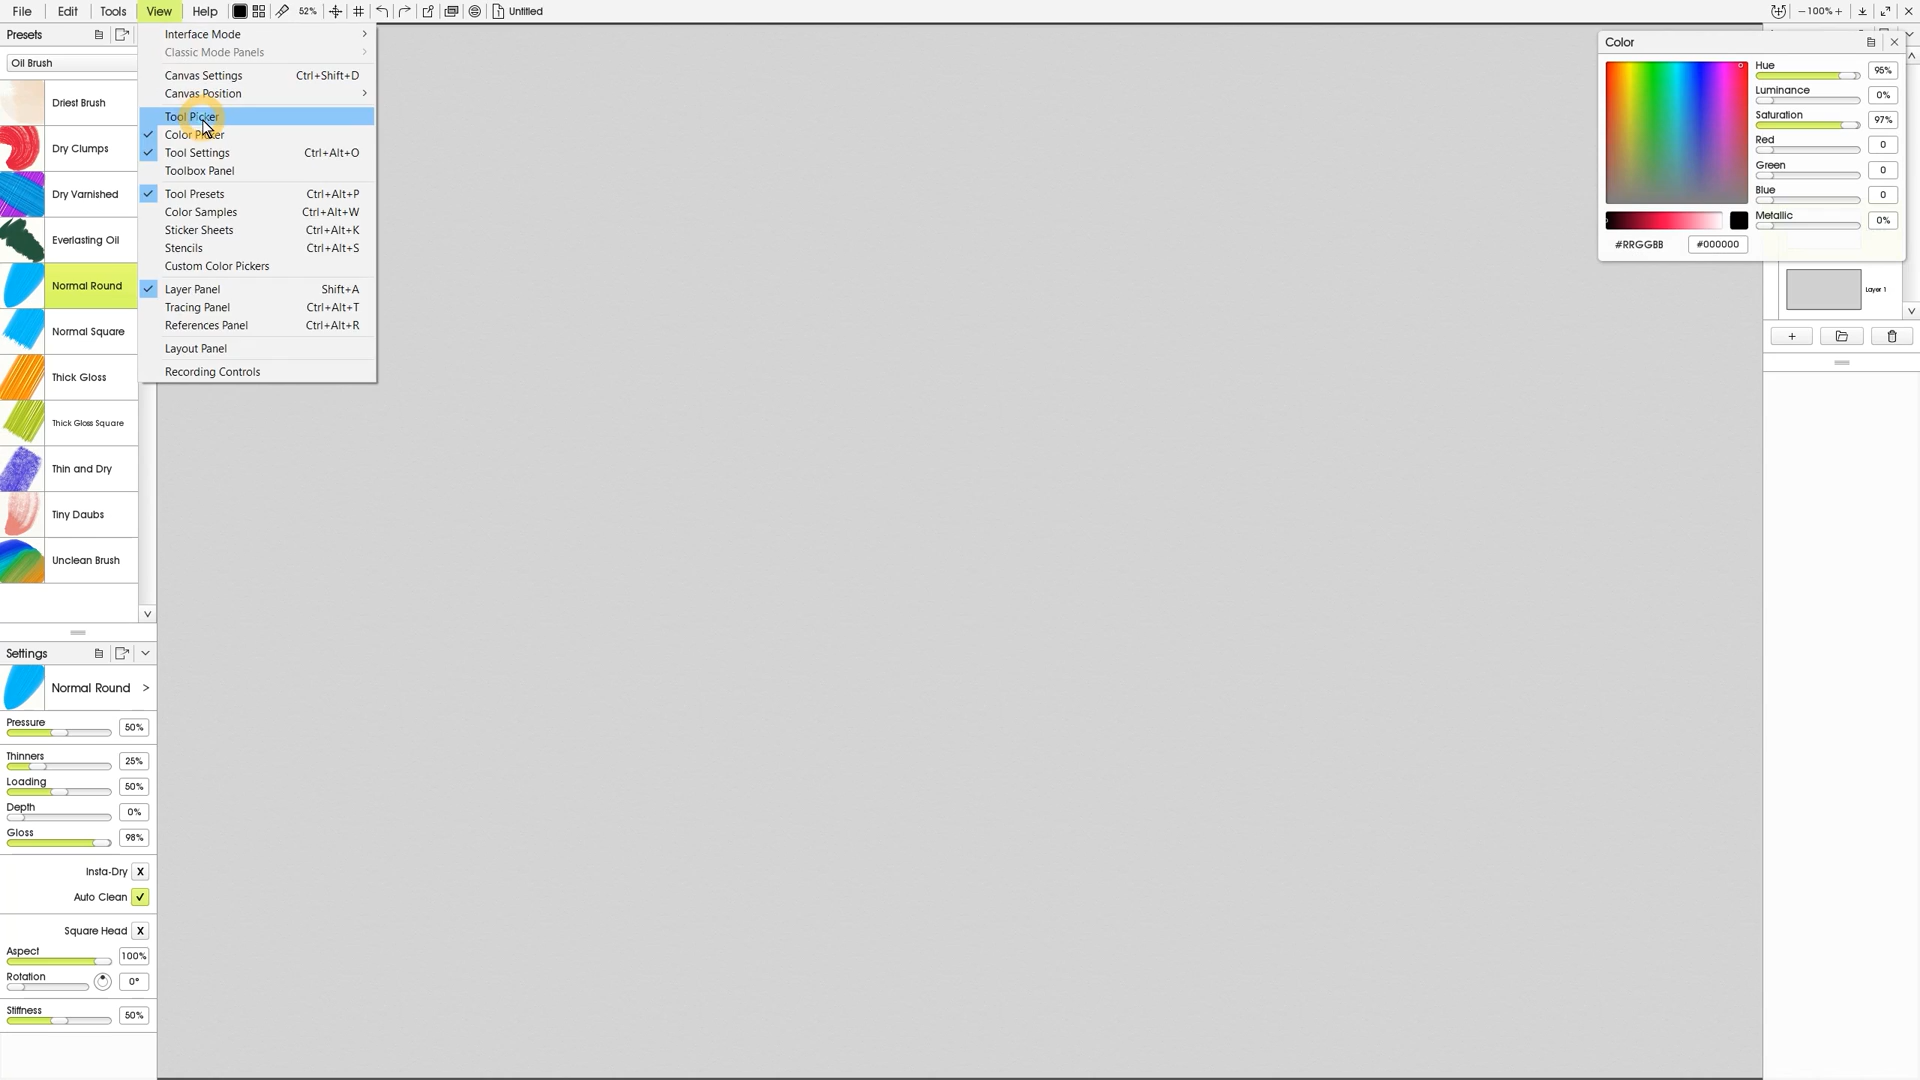 File Edit Tools View Help 52% Untitled − 100% +
Presets
Oil Brush
Driest Brush
Dry Clumps
Dry Varnished
Everlasting Oil
Normal Round
Normal Square
Thick Gloss
Thick Gloss Square
Thin and Dry
Tiny Daubs
Unclean Brush
Interface Mode
Classic Mode Panels
Canvas Settings Ctrl+Shift+D
Canvas Position
Tool Picker
Color Picker
Tool Settings Ctrl+Alt+O
Toolbox Panel
Tool Presets Ctrl+Alt+P
Color Samples Ctrl+Alt+W
Sticker Sheets Ctrl+Alt+K
Stencils Ctrl+Alt+S
Custom Color Pickers
Layer Panel Shift+A
Tracing Panel Ctrl+Alt+T
References Panel Ctrl+Alt+R
Layout Panel
Recording Controls
Settings
Normal Round >
Pressure 50%
Thinners 25%
Loading 50%
Depth 0%
Gloss 98%
Insta-Dry X
Auto Clean ✓
Square Head X
Aspect 100%
Rotation 0°
Stiffness 50%
Color
Hue 95%
Luminance 0%
Saturation 97%
Red 0
Green 0
Blue 0
Metallic 0%
#RRGGBB #000000
Layer 1